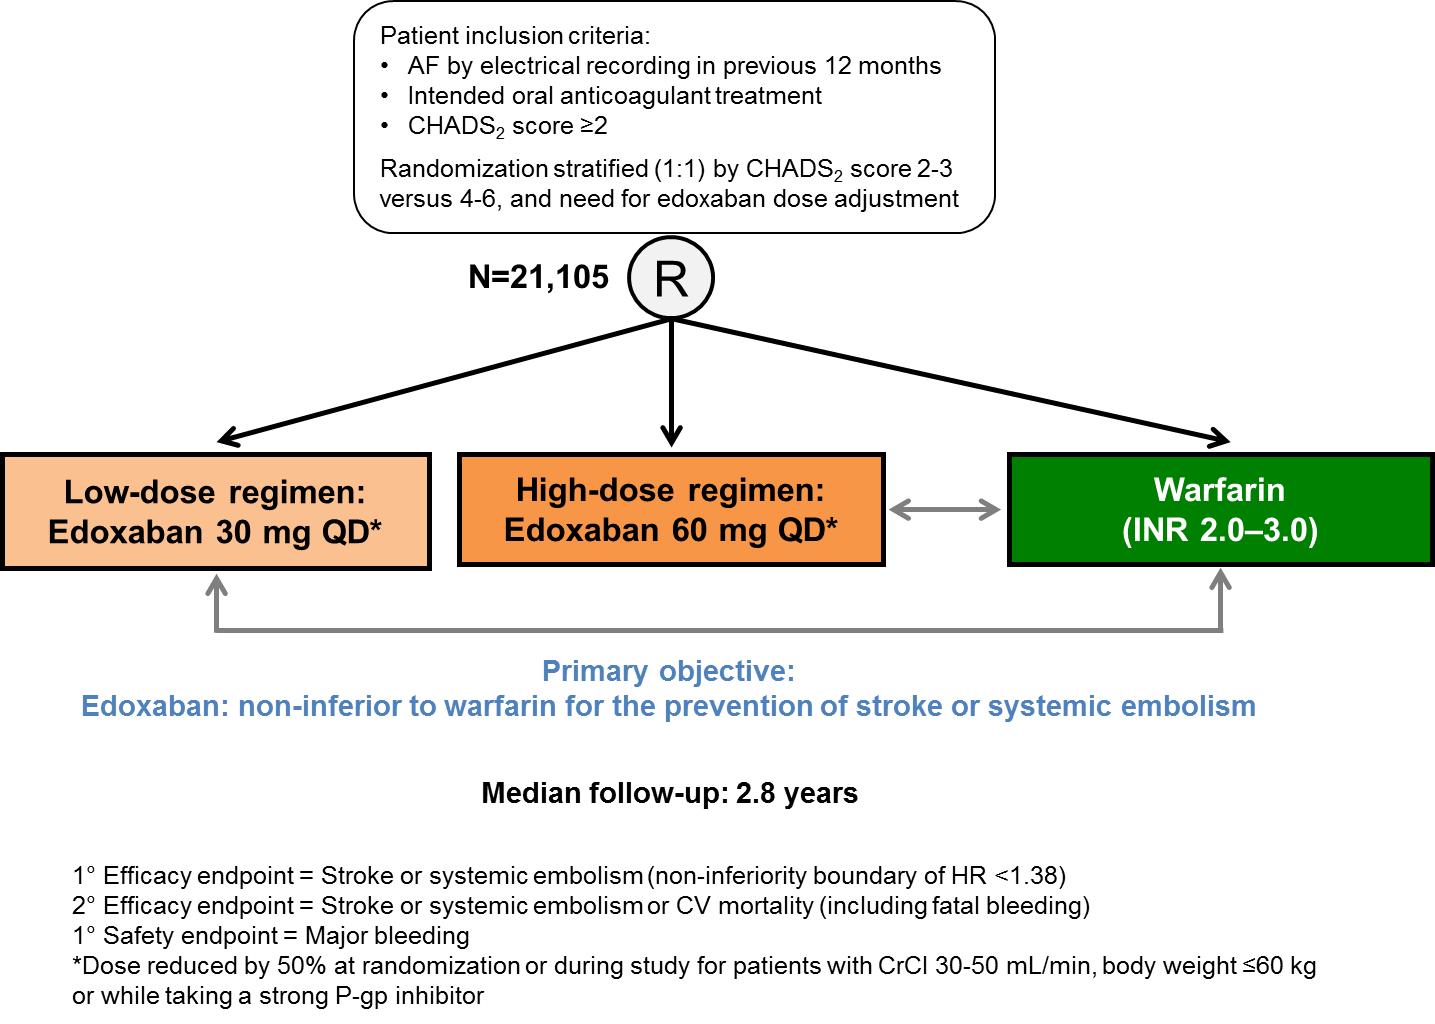 Patient inclusion criteria:
• AF by electrical recording in previous 12 months
• Intended oral anticoagulant treatment
• CHADS₂ score ≥2
Randomization stratified (1:1) by CHADS₂ score 2-3
versus 4-6, and need for edoxaban dose adjustment
N=21,105
R
Low-dose regimen:
Edoxaban 30 mg QD*
High-dose regimen:
Edoxaban 60 mg QD*
Warfarin
(INR 2.0–3.0)
Primary objective:
Edoxaban: non-inferior to warfarin for the prevention of stroke or systemic embolism
Median follow-up: 2.8 years
1° Efficacy endpoint = Stroke or systemic embolism (non-inferiority boundary of HR <1.38)
2° Efficacy endpoint = Stroke or systemic embolism or CV mortality (including fatal bleeding)
1° Safety endpoint = Major bleeding
*Dose reduced by 50% at randomization or during study for patients with CrCl 30-50 mL/min, body weight ≤60 kg
or while taking a strong P-gp inhibitor